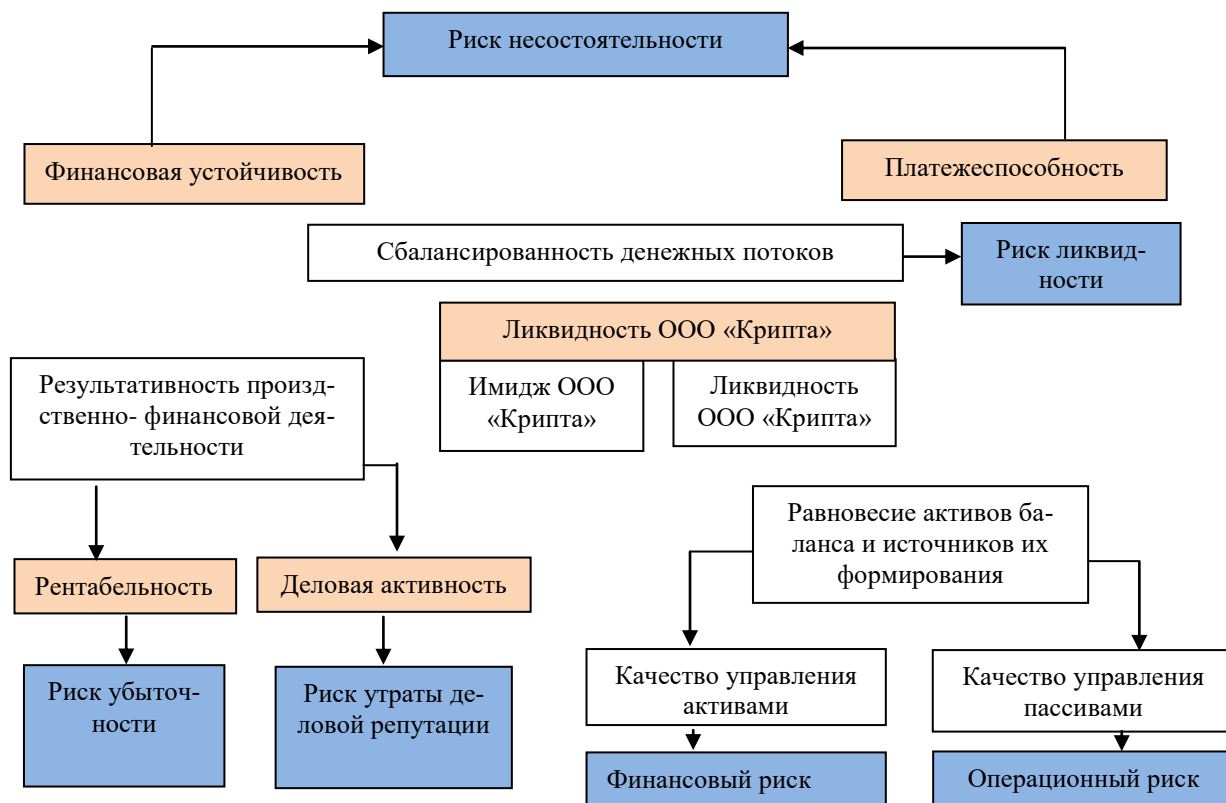 Риск несостоятельности
Финансовая устойчивость
Платежеспособность
Сбалансированность денежных потоков
Риск ликвид-
ности
Ликвидность ООО «Крипта»
Имидж ООО
«Крипта»
Ликвидность
ООО «Крипта»
Результативность произд-
ственно- финансовой дея-
тельности
Равновесие активов ба-
ланса и источников их
формирования
Рентабельность
Деловая активность
Риск убыточ-
ности
Риск утраты де-
ловой репутации
Качество управления
активами
Качество управления
пассивами
Финансовый риск
Операционный риск